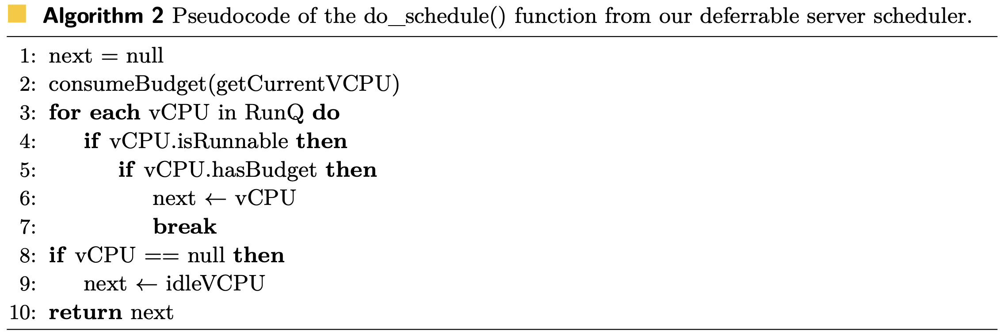 Algorithm 2 Pseudocode of the do_schedule() function from our deferrable server scheduler.
1: next = null
2: consumeBudget(getCurrentVCPU)
3: for each vCPU in RunQ do
4: if vCPU.isRunnable then
5: if vCPU.hasBudget then
6: next ← vCPU
7: break
8: if vCPU == null then
9: next ← idleVCPU
10: return next